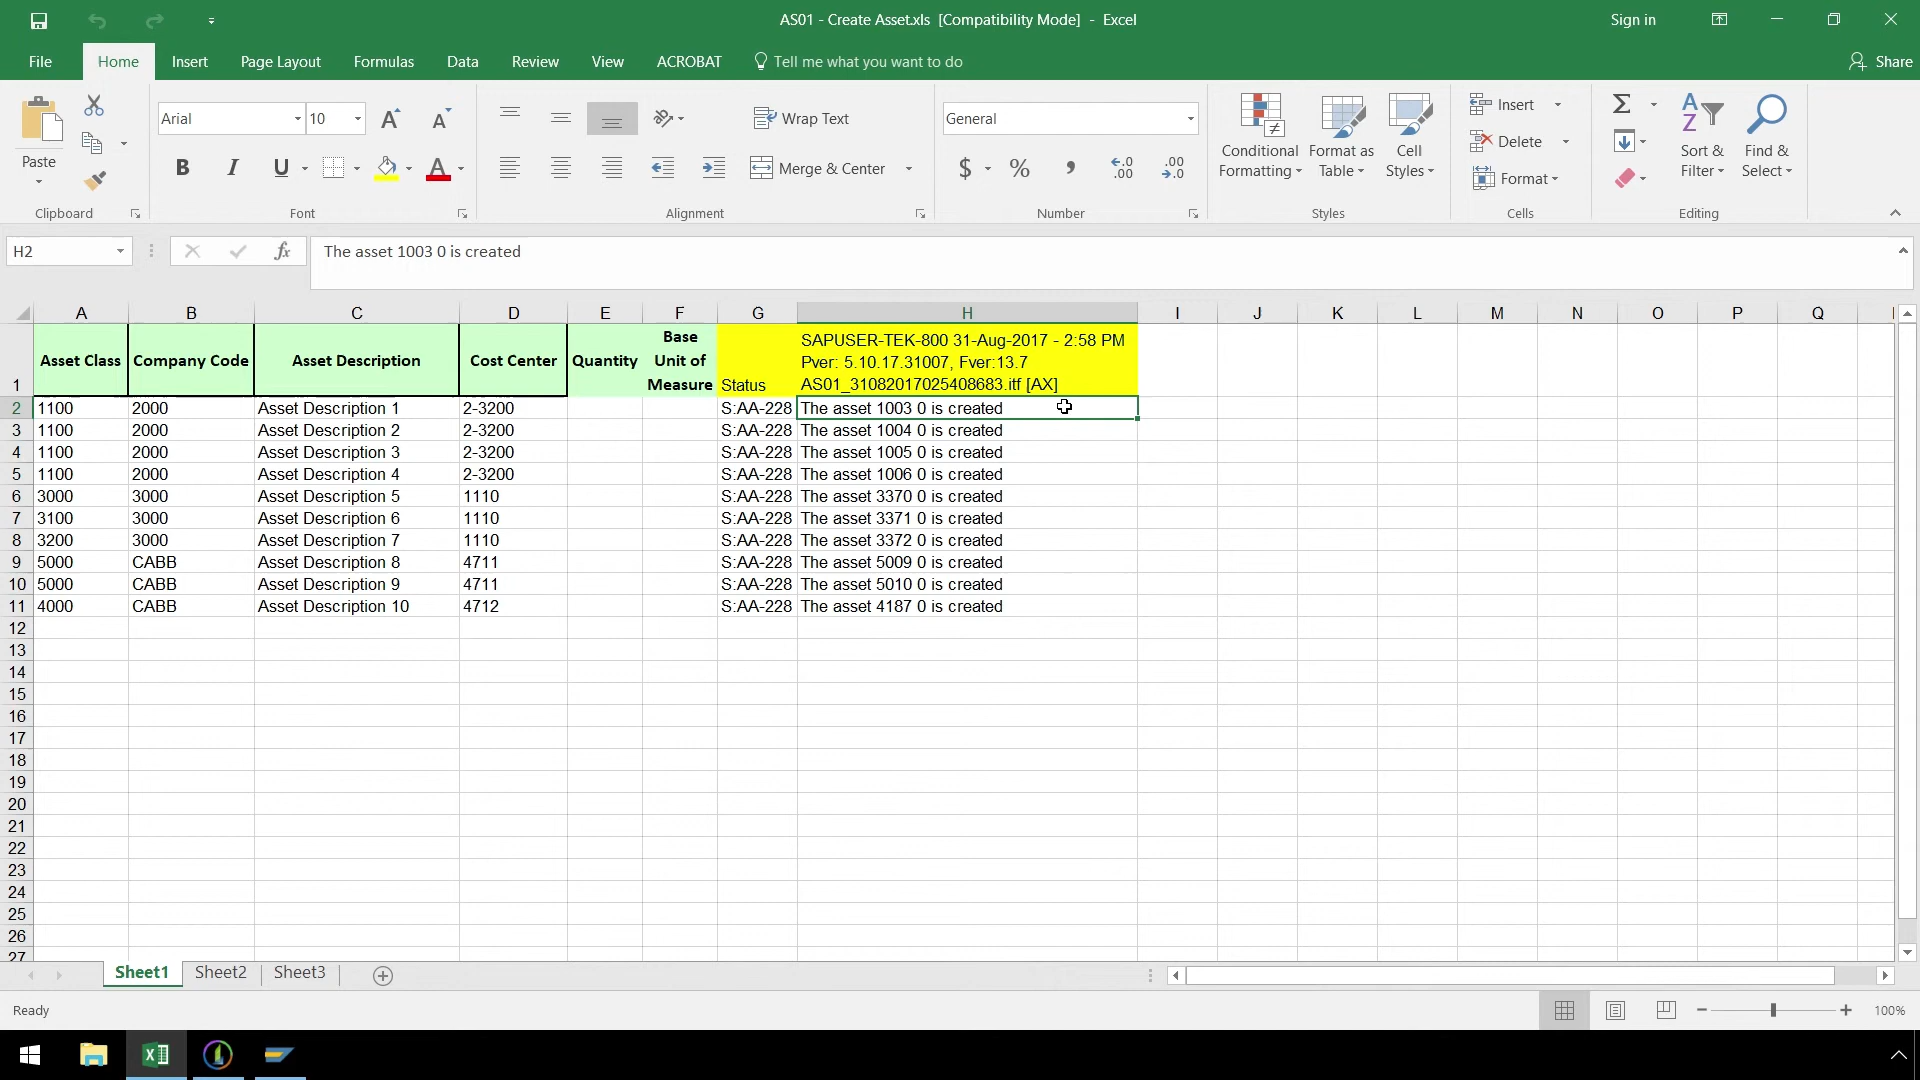 AS01 - Create Asset.xls [Compatibility Mode] - Excel
Sign in
File Home Insert Page Layout Formulas Data Review View ACROBAT Tell me what you want to do
Share
Paste
Clipboard
Arial 10
B I U A
Font
Wrap Text
Merge & Center
Alignment
General
$ % , ←.0 .00 .00 →.0
Number
Conditional Formatting
Format as Table
Cell Styles
Styles
Insert
Delete
Format
Cells
Σ
Sort & Filter
Find & Select
Editing
H2
fx
The asset 1003 0 is created
A B C D E F G H I J K L M N O P Q
1 Asset Class Company Code Asset Description Cost Center Quantity Base Unit of Measure Status SAPUSER-TEK-800 31-Aug-2017 - 2:58 PM
Pver: 5.10.17.31007, Fver:13.7
AS01_31082017025408683.itf [AX]
2 1100 2000 Asset Description 1 2-3200 S:AA-228 The asset 1003 0 is created
3 1100 2000 Asset Description 2 2-3200 S:AA-228 The asset 1004 0 is created
4 1100 2000 Asset Description 3 2-3200 S:AA-228 The asset 1005 0 is created
5 1100 2000 Asset Description 4 2-3200 S:AA-228 The asset 1006 0 is created
6 3000 3000 Asset Description 5 1110 S:AA-228 The asset 3370 0 is created
7 3100 3000 Asset Description 6 1110 S:AA-228 The asset 3371 0 is created
8 3200 3000 Asset Description 7 1110 S:AA-228 The asset 3372 0 is created
9 5000 CABB Asset Description 8 4711 S:AA-228 The asset 5009 0 is created
10 5000 CABB Asset Description 9 4711 S:AA-228 The asset 5010 0 is created
11 4000 CABB Asset Description 10 4712 S:AA-228 The asset 4187 0 is created
12
13
14
15
16
17
18
19
20
21
22
23
24
25
26
27
Sheet1 Sheet2 Sheet3
Ready
100%